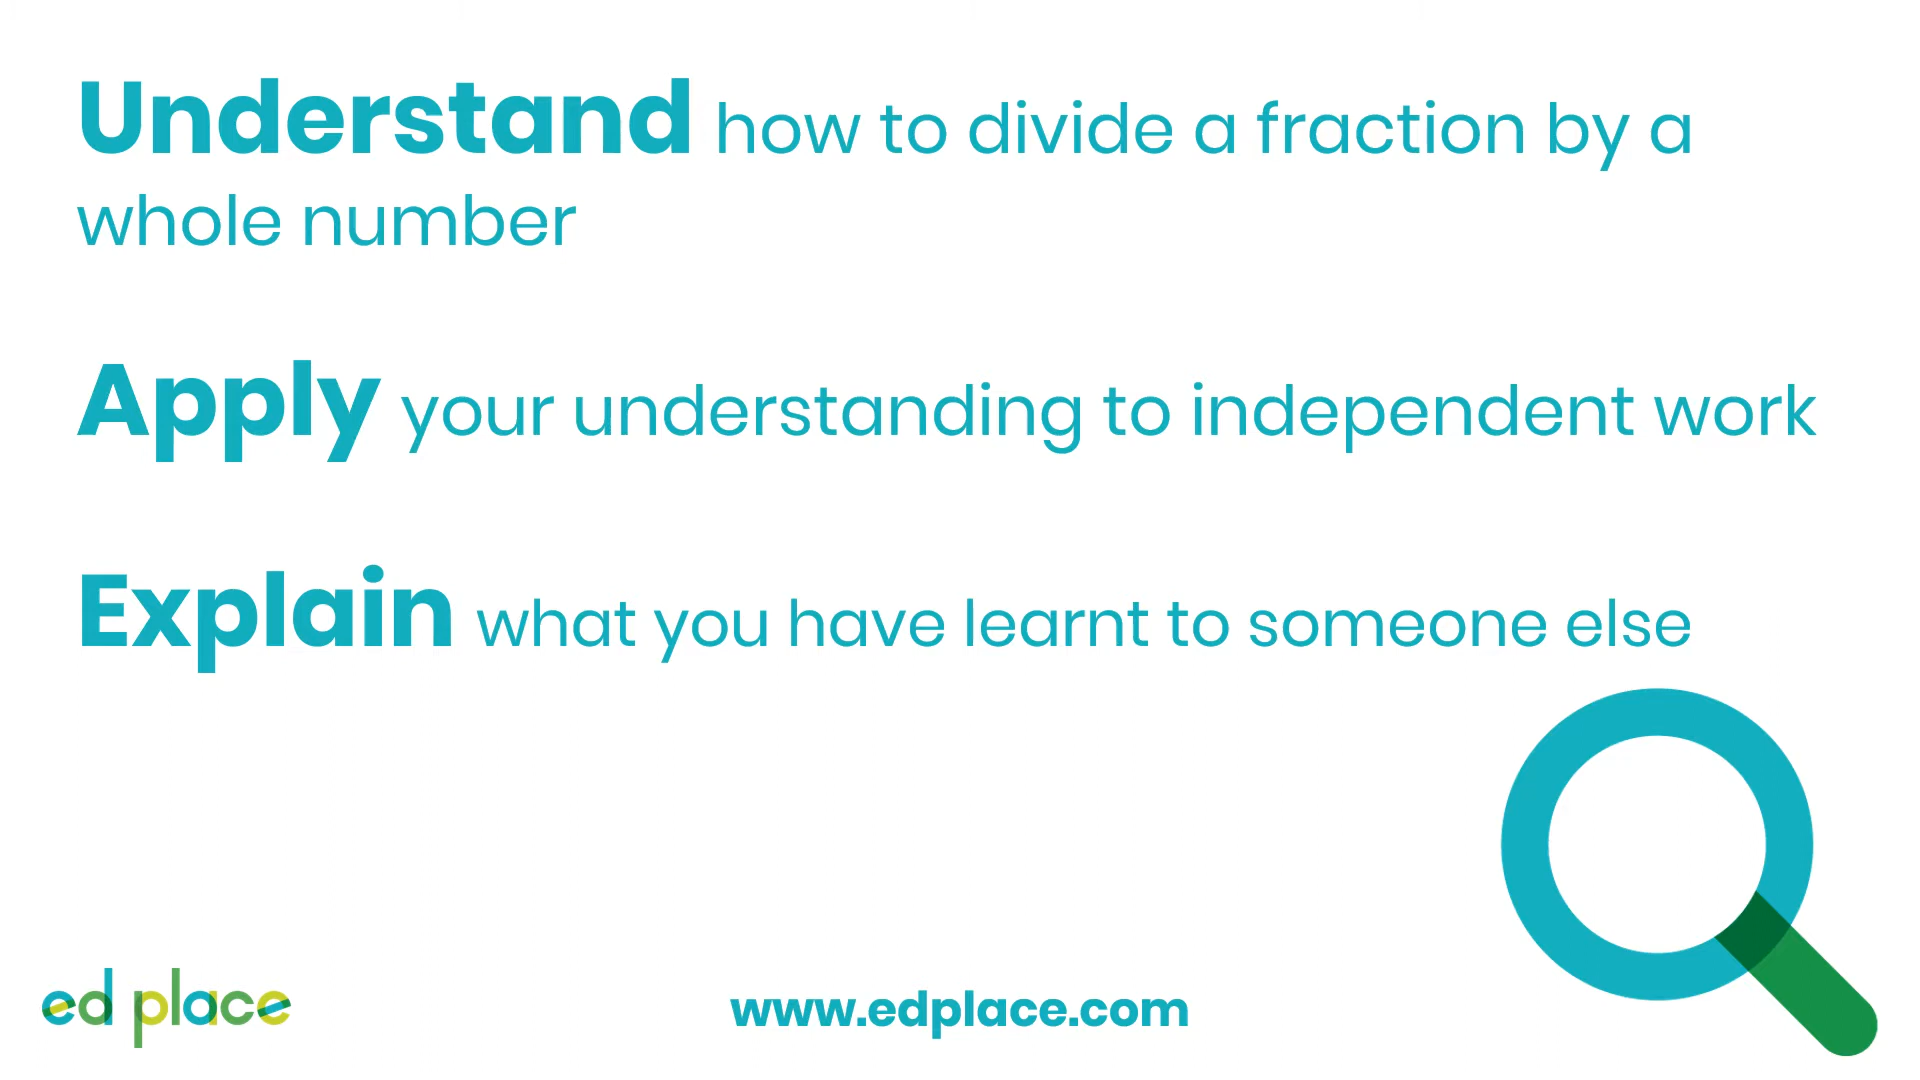 Understand how to divide a fraction by a
whole number
Apply your understanding to independent work
Explain what you have learnt to someone else
ed place
www.edplace.com